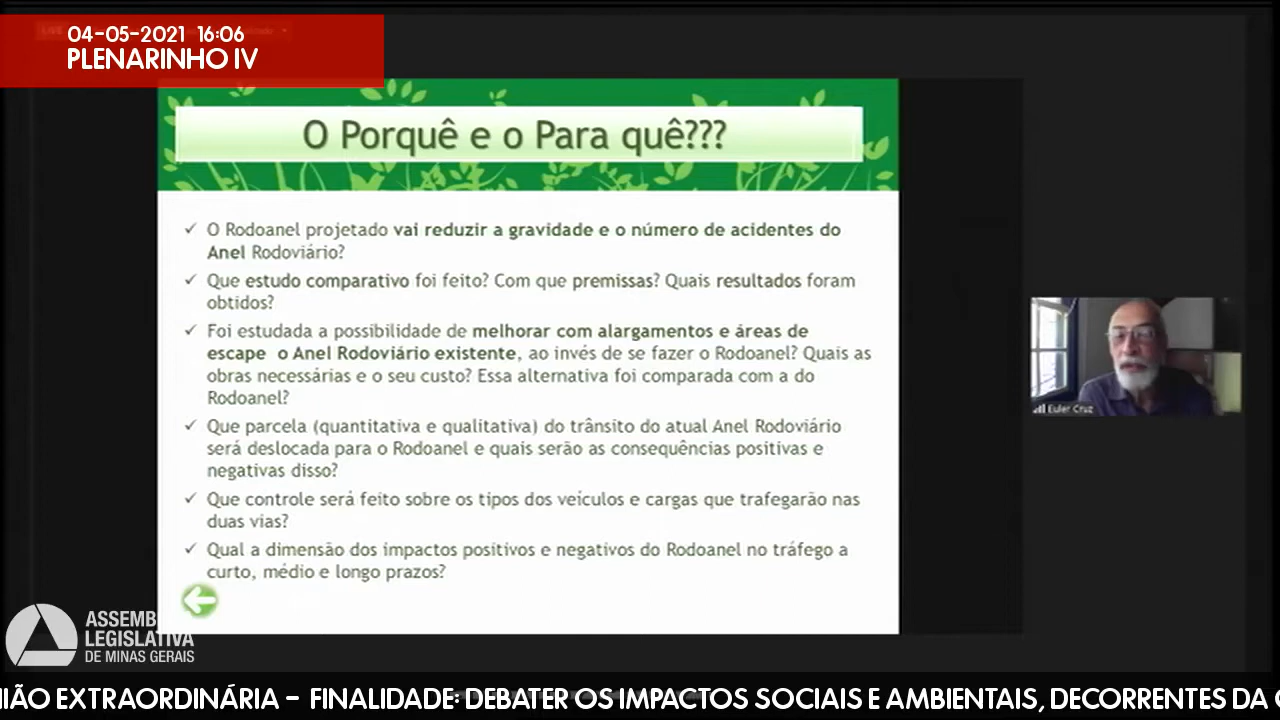 04-05-2021 16:06
PLENARINHO IV
O Porquê e o Para quê???
✓ O Rodoanel projetado vai reduzir a gravidade e o número de acidentes do
Anel Rodoviário?
✓ Que estudo comparativo foi feito? Com que premissas? Quais resultados foram
obtidos?
✓ Foi estudada a possibilidade de melhorar com alargamentos e áreas de
escape o Anel Rodoviário existente, ao invés de se fazer o Rodoanel? Quais as
obras necessárias e o seu custo? Essa alternativa foi comparada com a do
Rodoanel?
✓ Que parcela (quantitativa e qualitativa) do trânsito do atual Anel Rodoviário
será deslocada para o Rodoanel e quais serão as consequências positivas e
negativas disso?
✓ Que controle será feito sobre os tipos dos veículos e cargas que trafegarão nas
duas vias?
✓ Qual a dimensão dos impactos positivos e negativos do Rodoanel no tráfego a
curto, médio e longo prazos?
Euler Cruz
ASSEMB
LEGISLATIVA
DE MINAS GERAIS
NIÃO EXTRAORDINÁRIA - FINALIDADE: DEBATER OS IMPACTOS SOCIAIS E AMBIENTAIS, DECORRENTES DA